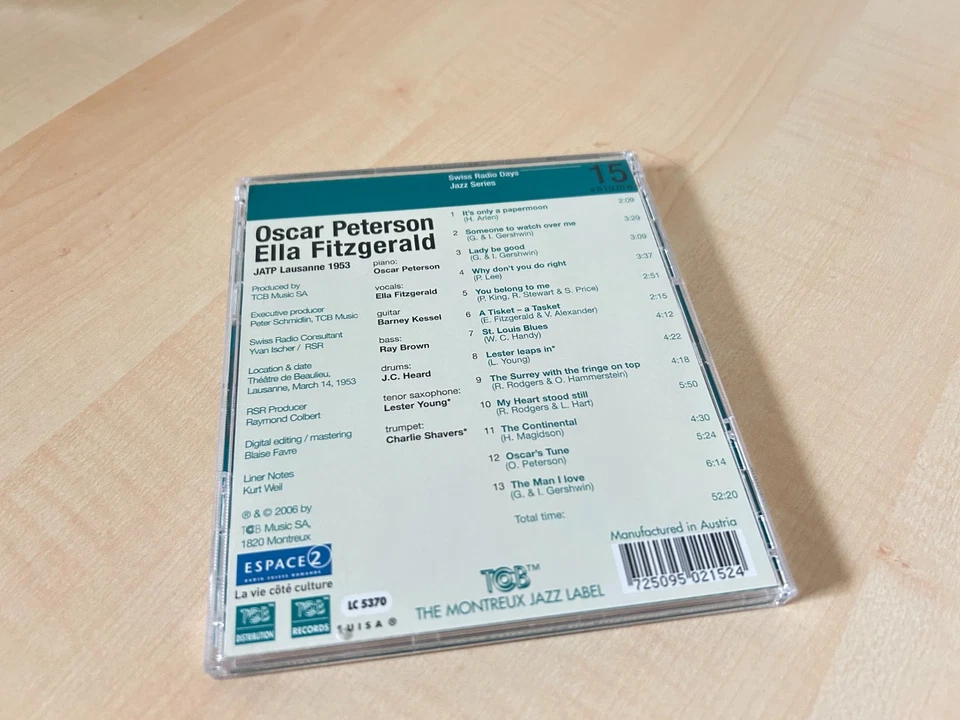 Swiss Radio Days
Jazz Series
15
volume
Oscar Peterson
Ella Fitzgerald
JATP Lausanne 1953
Produced by
TCB Music SA
Executive producer
Peter Schmidlin, TCB Music
Swiss Radio Consultant
Yvan Ischer / RSR
Location & date
Théâtre de Beaulieu,
Lausanne, March 14, 1953
RSR Producer
Raymond Colbert
Digital editing / mastering
Blaise Favre
Liner Notes
Kurt Weil
℗ & © 2006 by
TCB Music SA,
1820 Montreux
piano:
Oscar Peterson
vocals:
Ella Fitzgerald
guitar
Barney Kessel
bass:
Ray Brown
drums:
J.C. Heard
tenor saxophone:
Lester Young*
trumpet:
Charlie Shavers*
1 It's only a papermoon 2:09
(H. Arlen)
2 Someone to watch over me 3:29
(G. & I. Gershwin)
3 Lady be good 3:09
(G. & I. Gershwin)
4 Why don't you do right 3:37
(P. Lee)
5 You belong to me 2:51
(P. King, R. Stewart & S. Price)
6 A Tisket – a Tasket 2:15
(E. Fitzgerald & V. Alexander)
7 St. Louis Blues 4:12
(W. C. Handy)
8 Lester leaps in* 4:22
(L. Young)
9 The Surrey with the fringe on top 4:18
(R. Rodgers & O. Hammerstein)
10 My Heart stood still 5:50
(R. Rodgers & L. Hart)
11 The Continental 4:30
(H. Magidson)
12 Oscar's Tune 5:24
(O. Peterson)
13 The Man I love 6:14
(G. & I. Gershwin)
Total time: 52:20
Manufactured in Austria
725095 021524
TCB™
THE MONTREUX JAZZ LABEL
ESPACE 2
RADIO SUISSE ROMANDE
La vie côté culture
TCB
DISTRIBUTION
TCB
RECORDS
LC 5370
SUISA ®